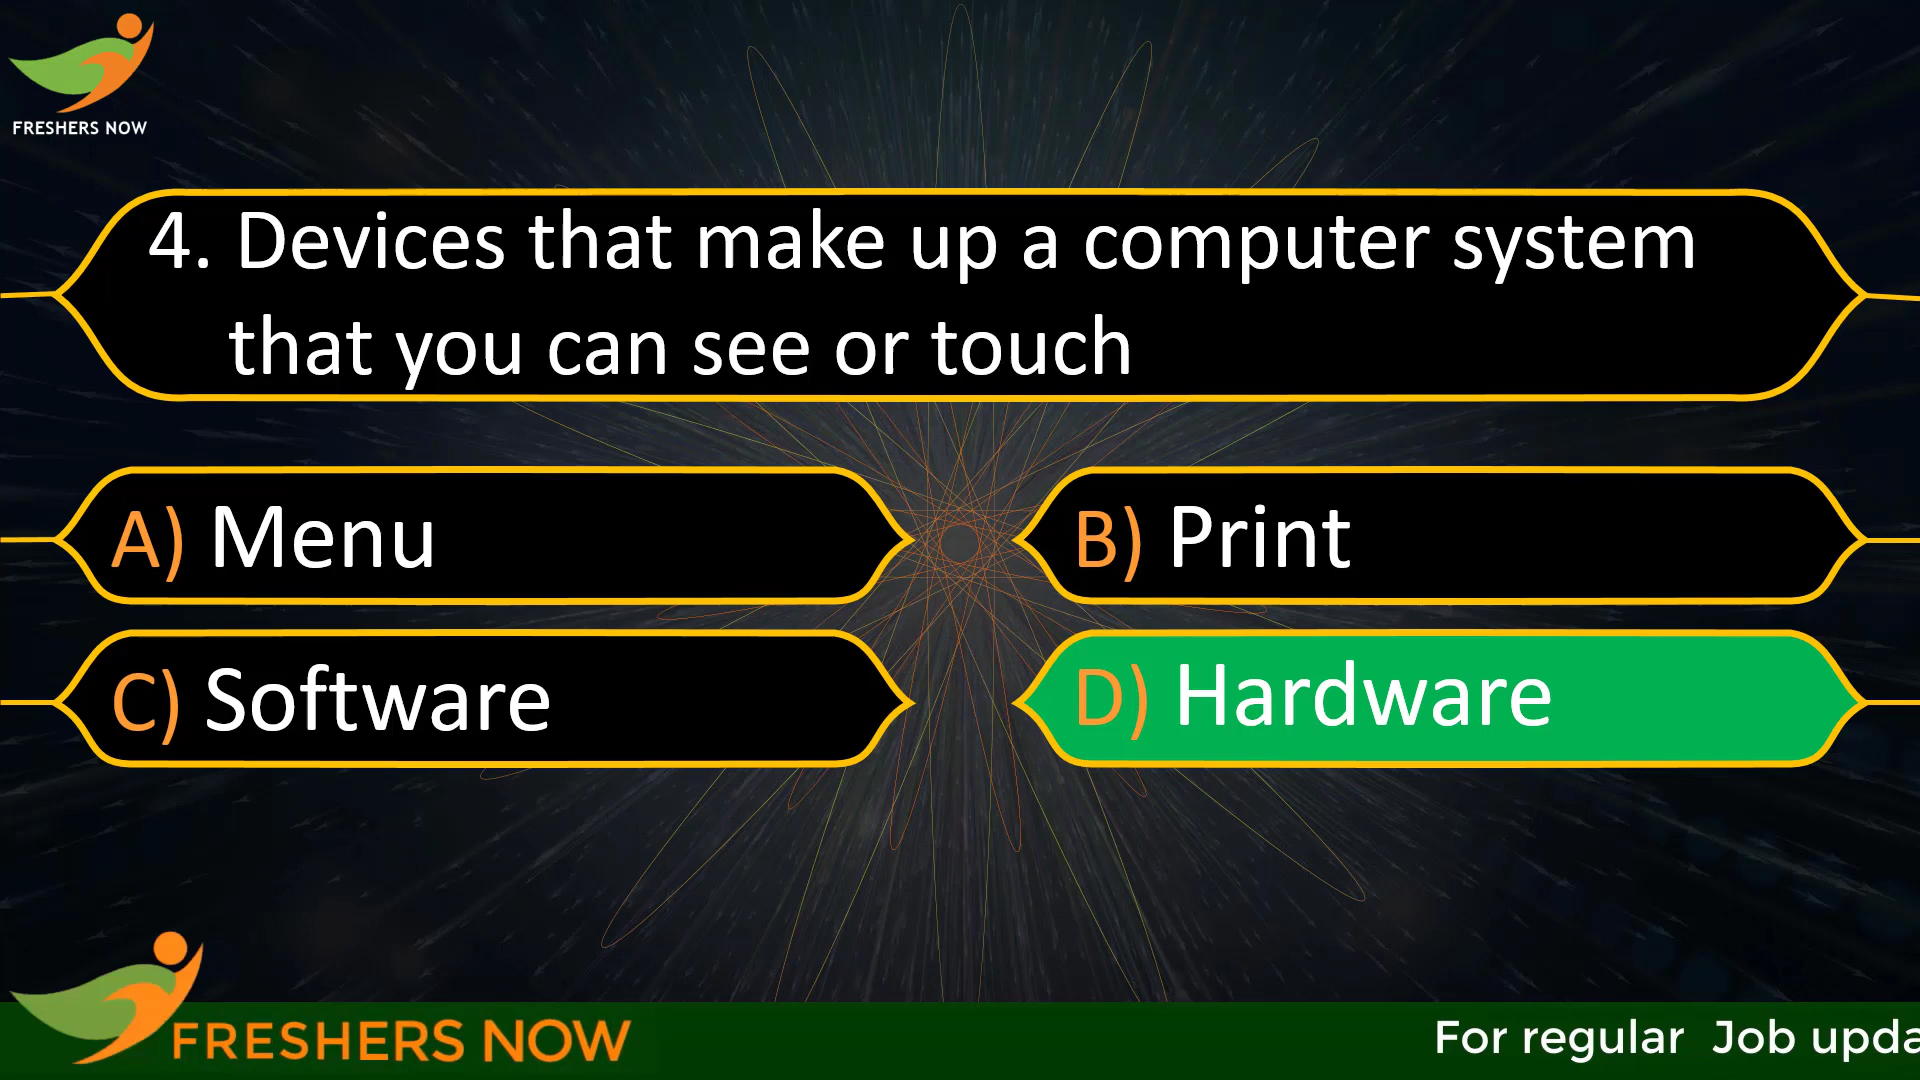 FRESHERS NOW
4. Devices that make up a computer system
that you can see or touch
A) Menu
B) Print
C) Software
D) Hardware
FRESHERS NOW
For regular Job upda